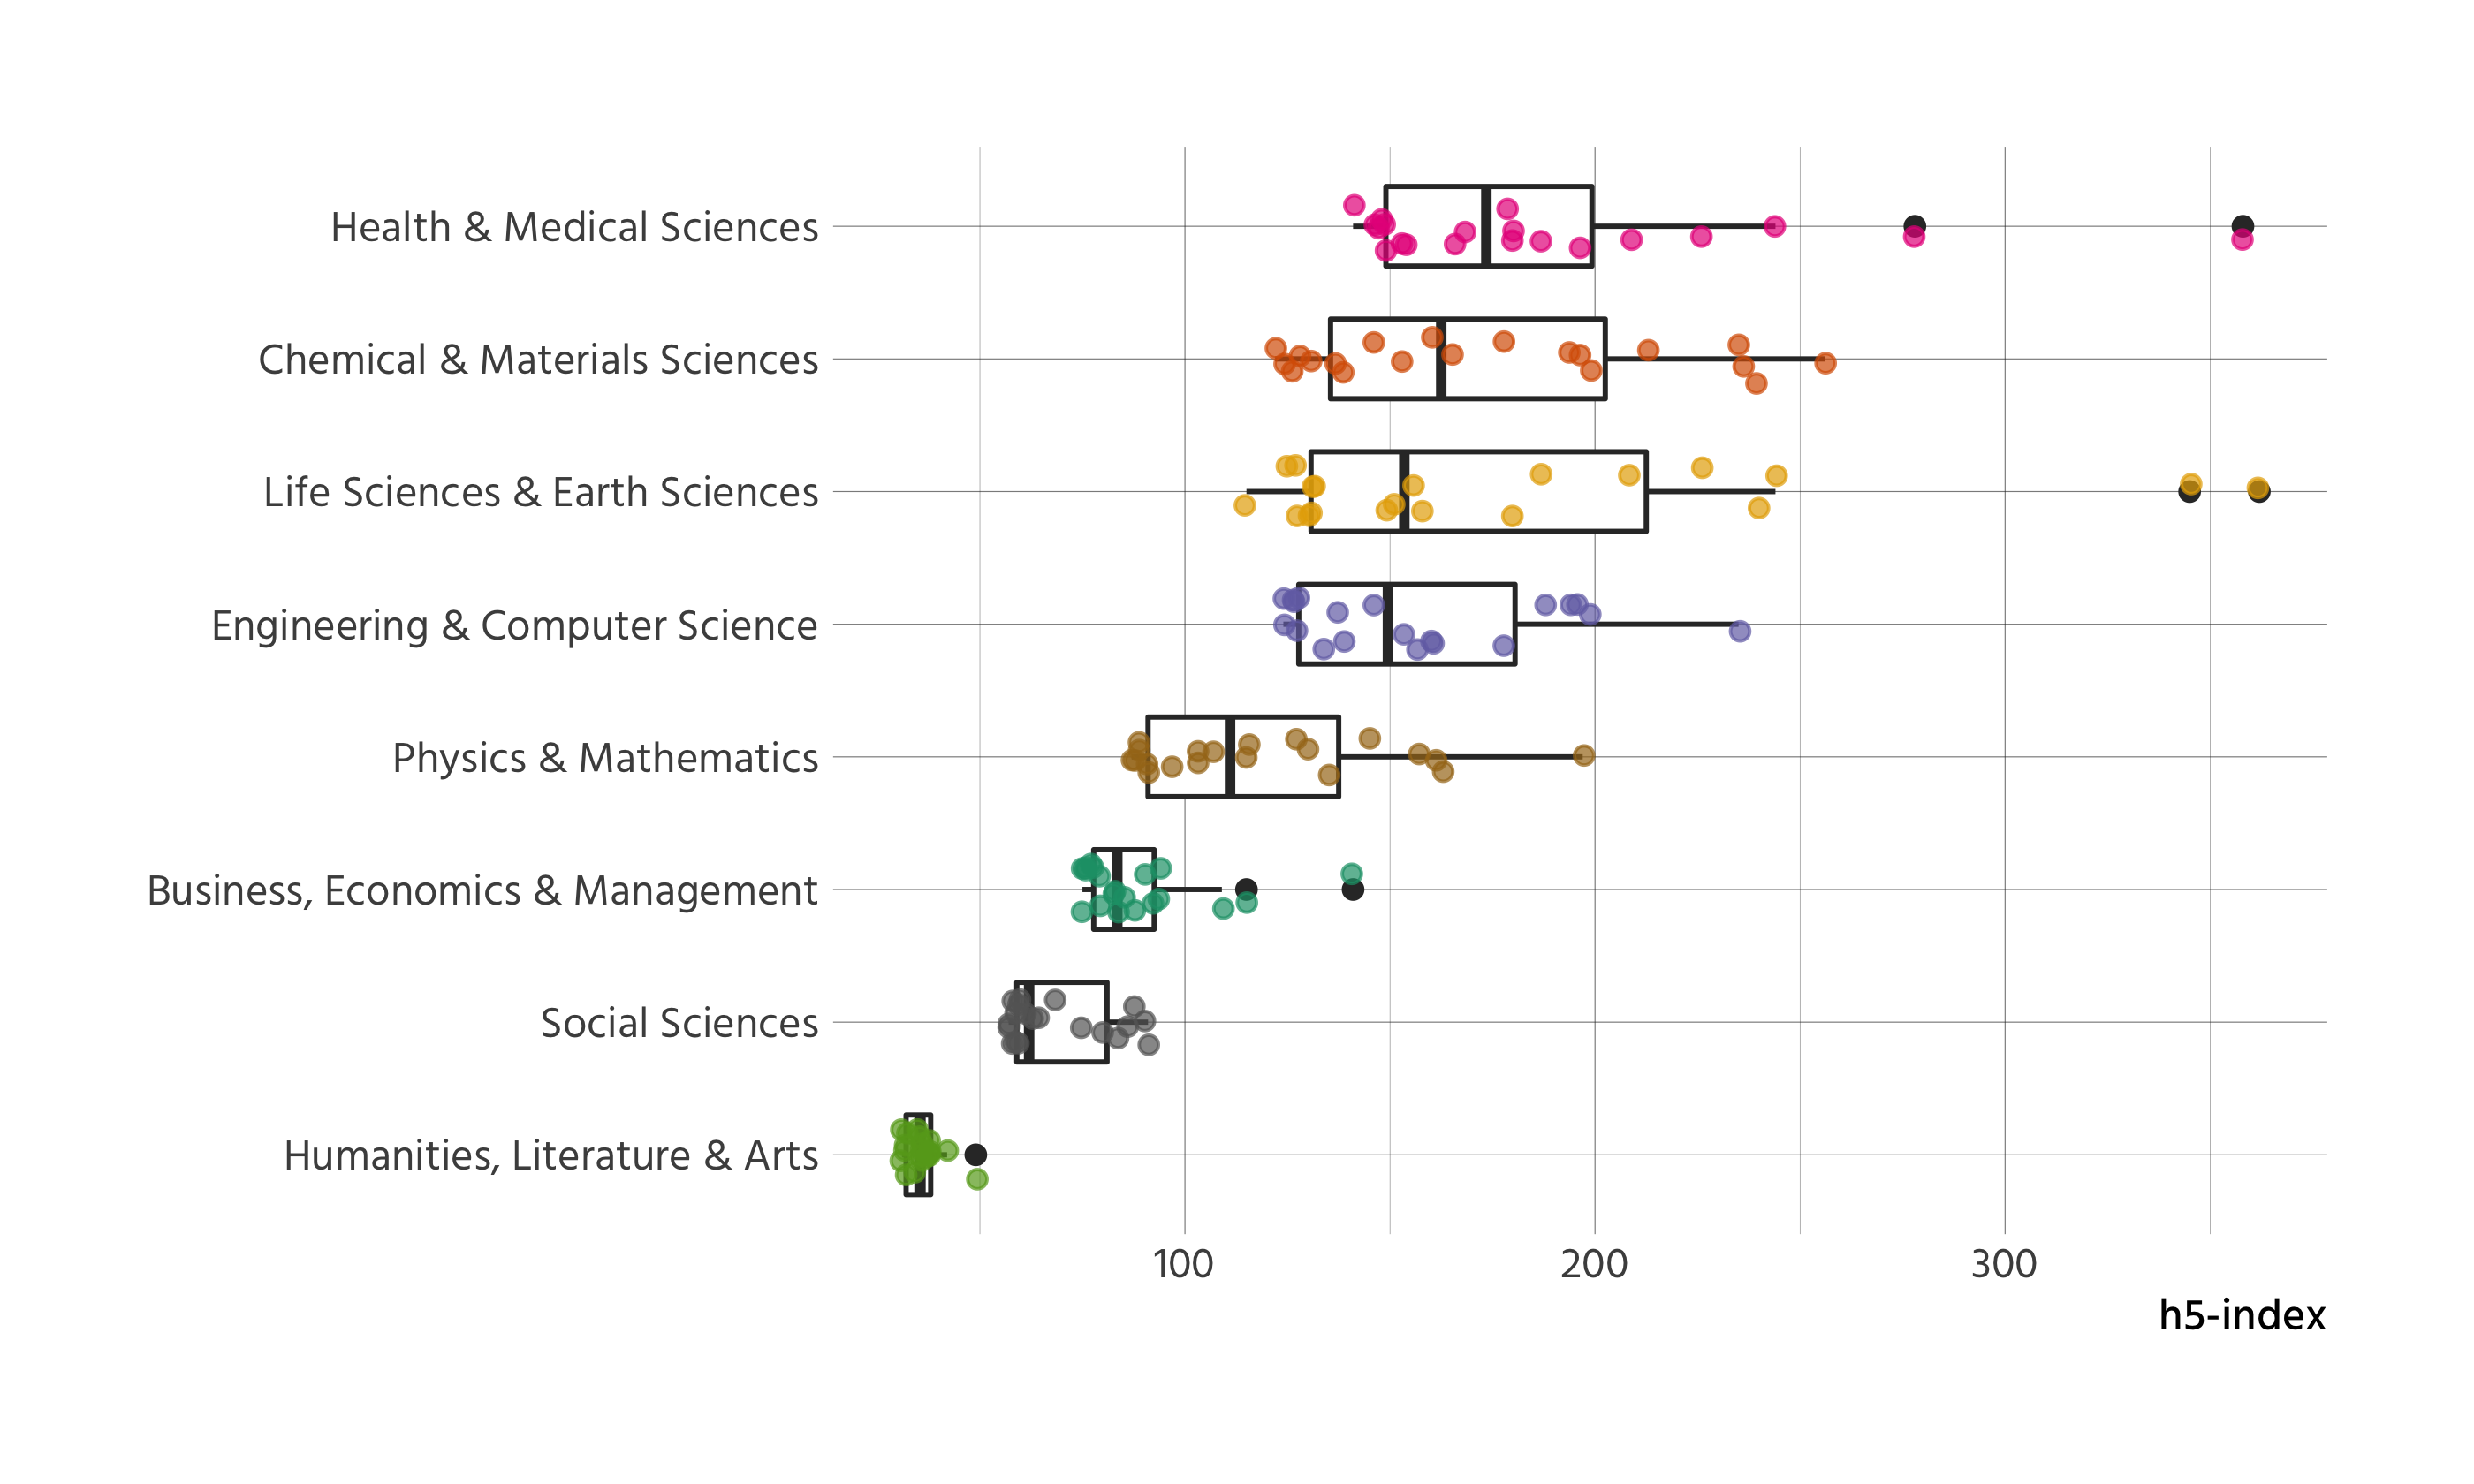 Health & Medical Sciences
Chemical & Materials Sciences
Life Sciences & Earth Sciences
Engineering & Computer Science
Physics & Mathematics
Business, Economics & Management
Social Sciences
Humanities, Literature & Arts
100 200 300
h5-index